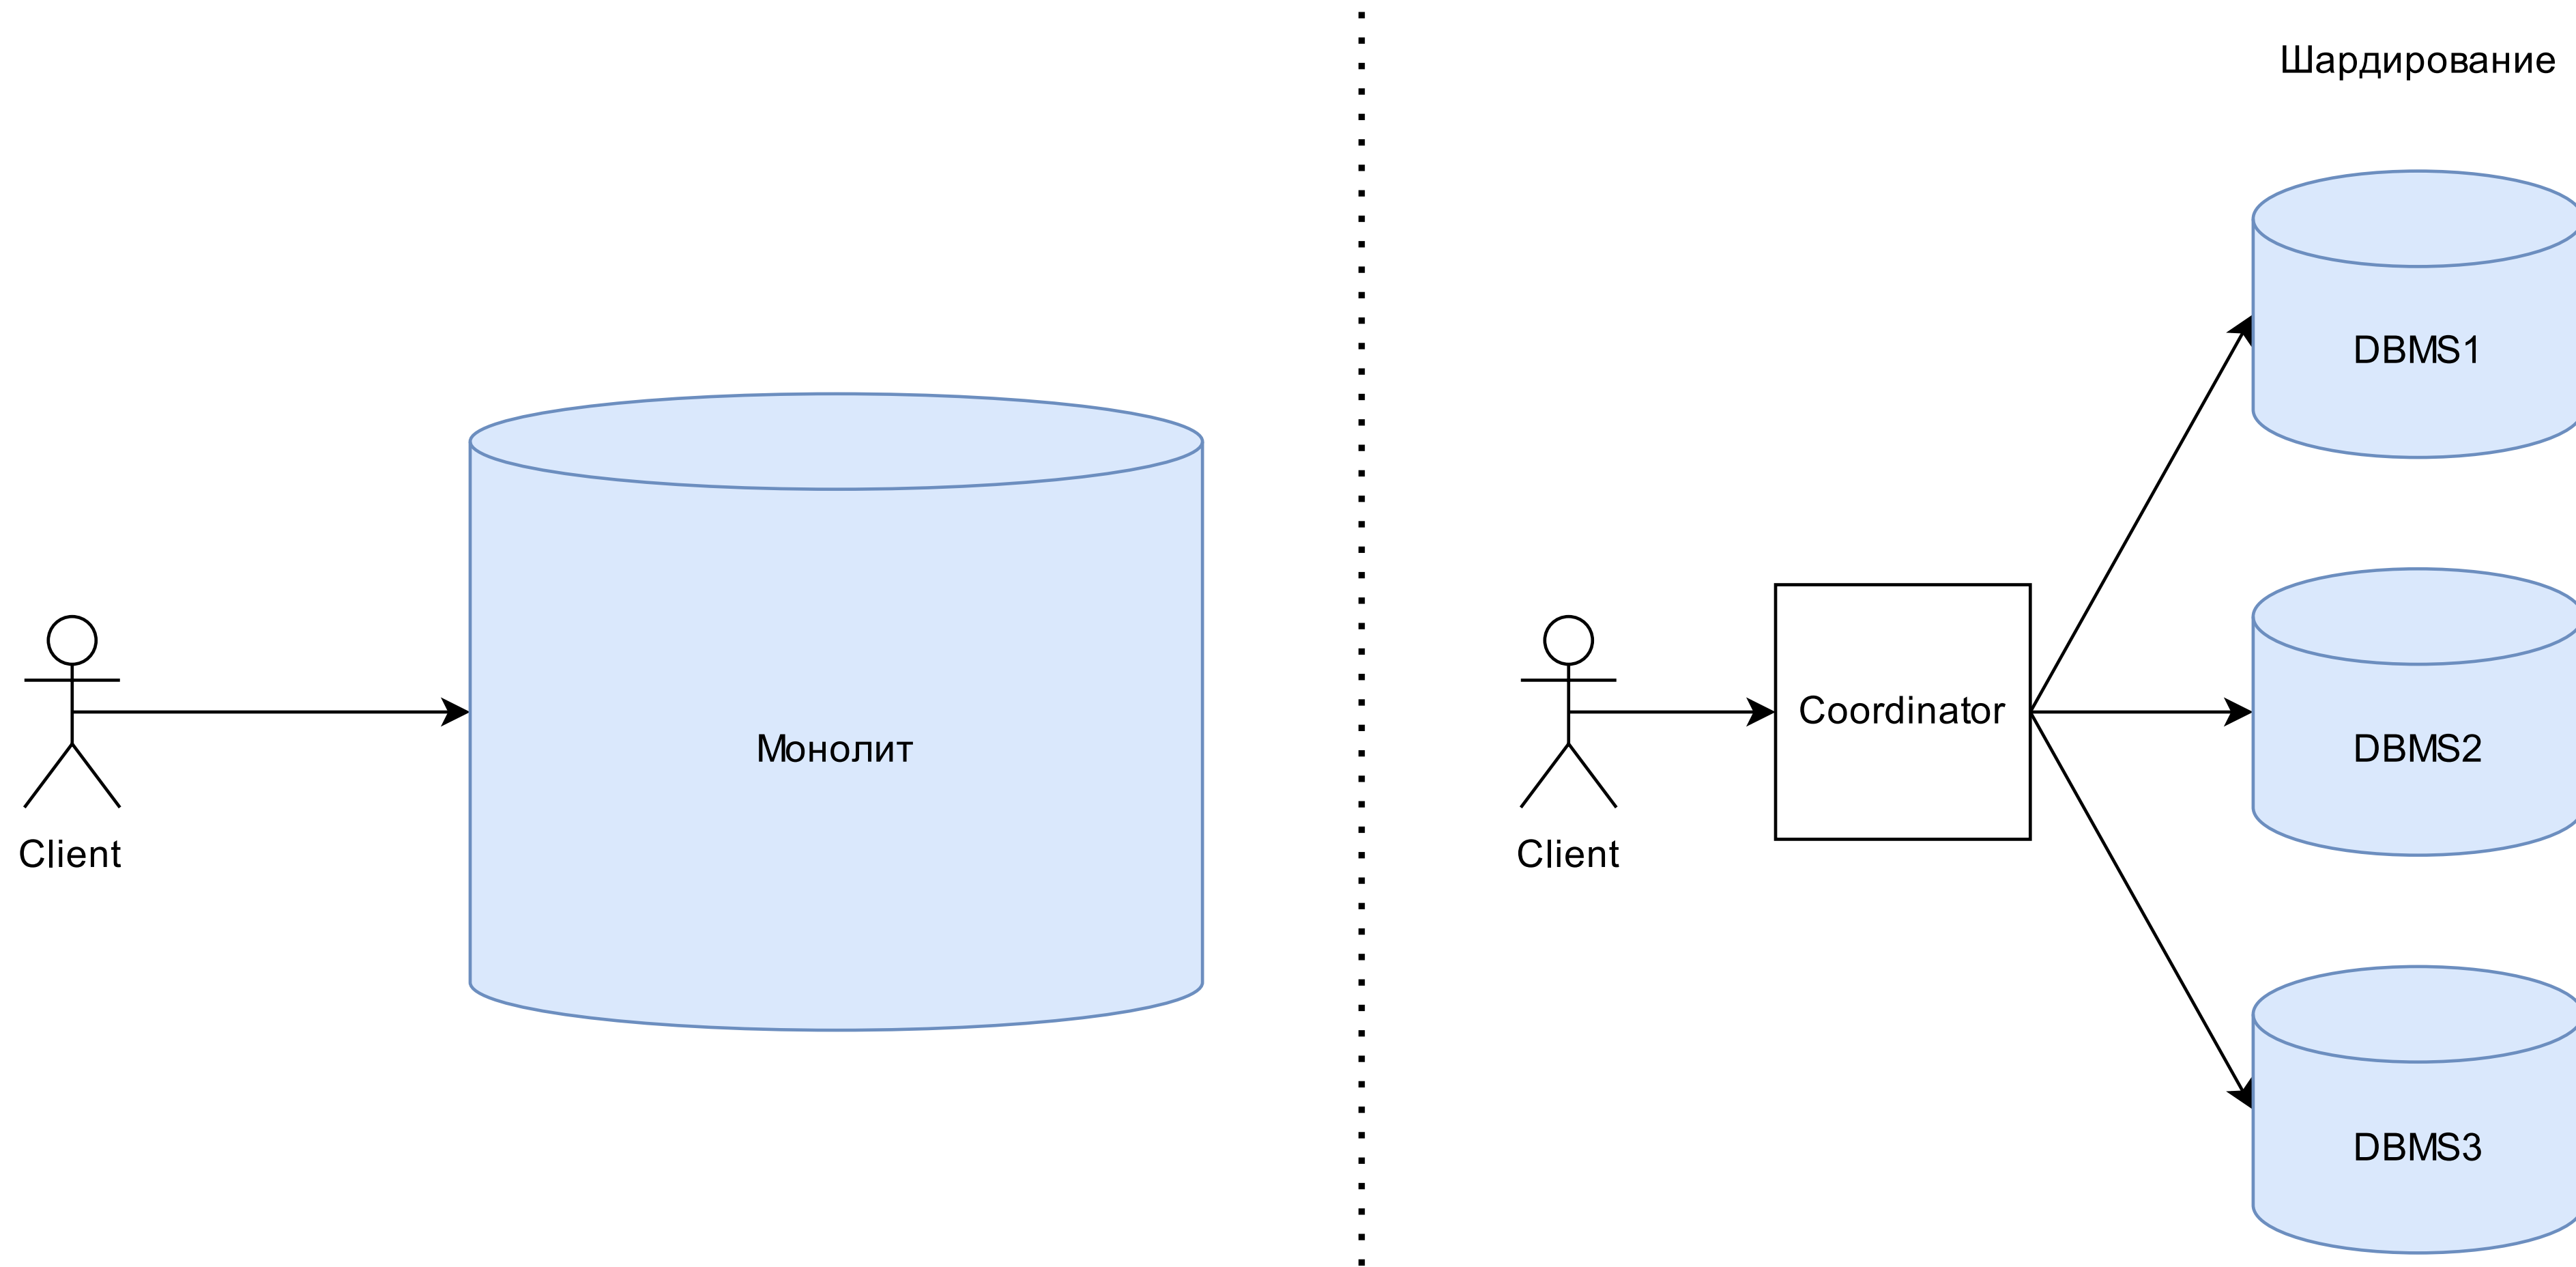 Монолит
Client
Шардирование
DBMS1
Coordinator
DBMS2
Client
DBMS3